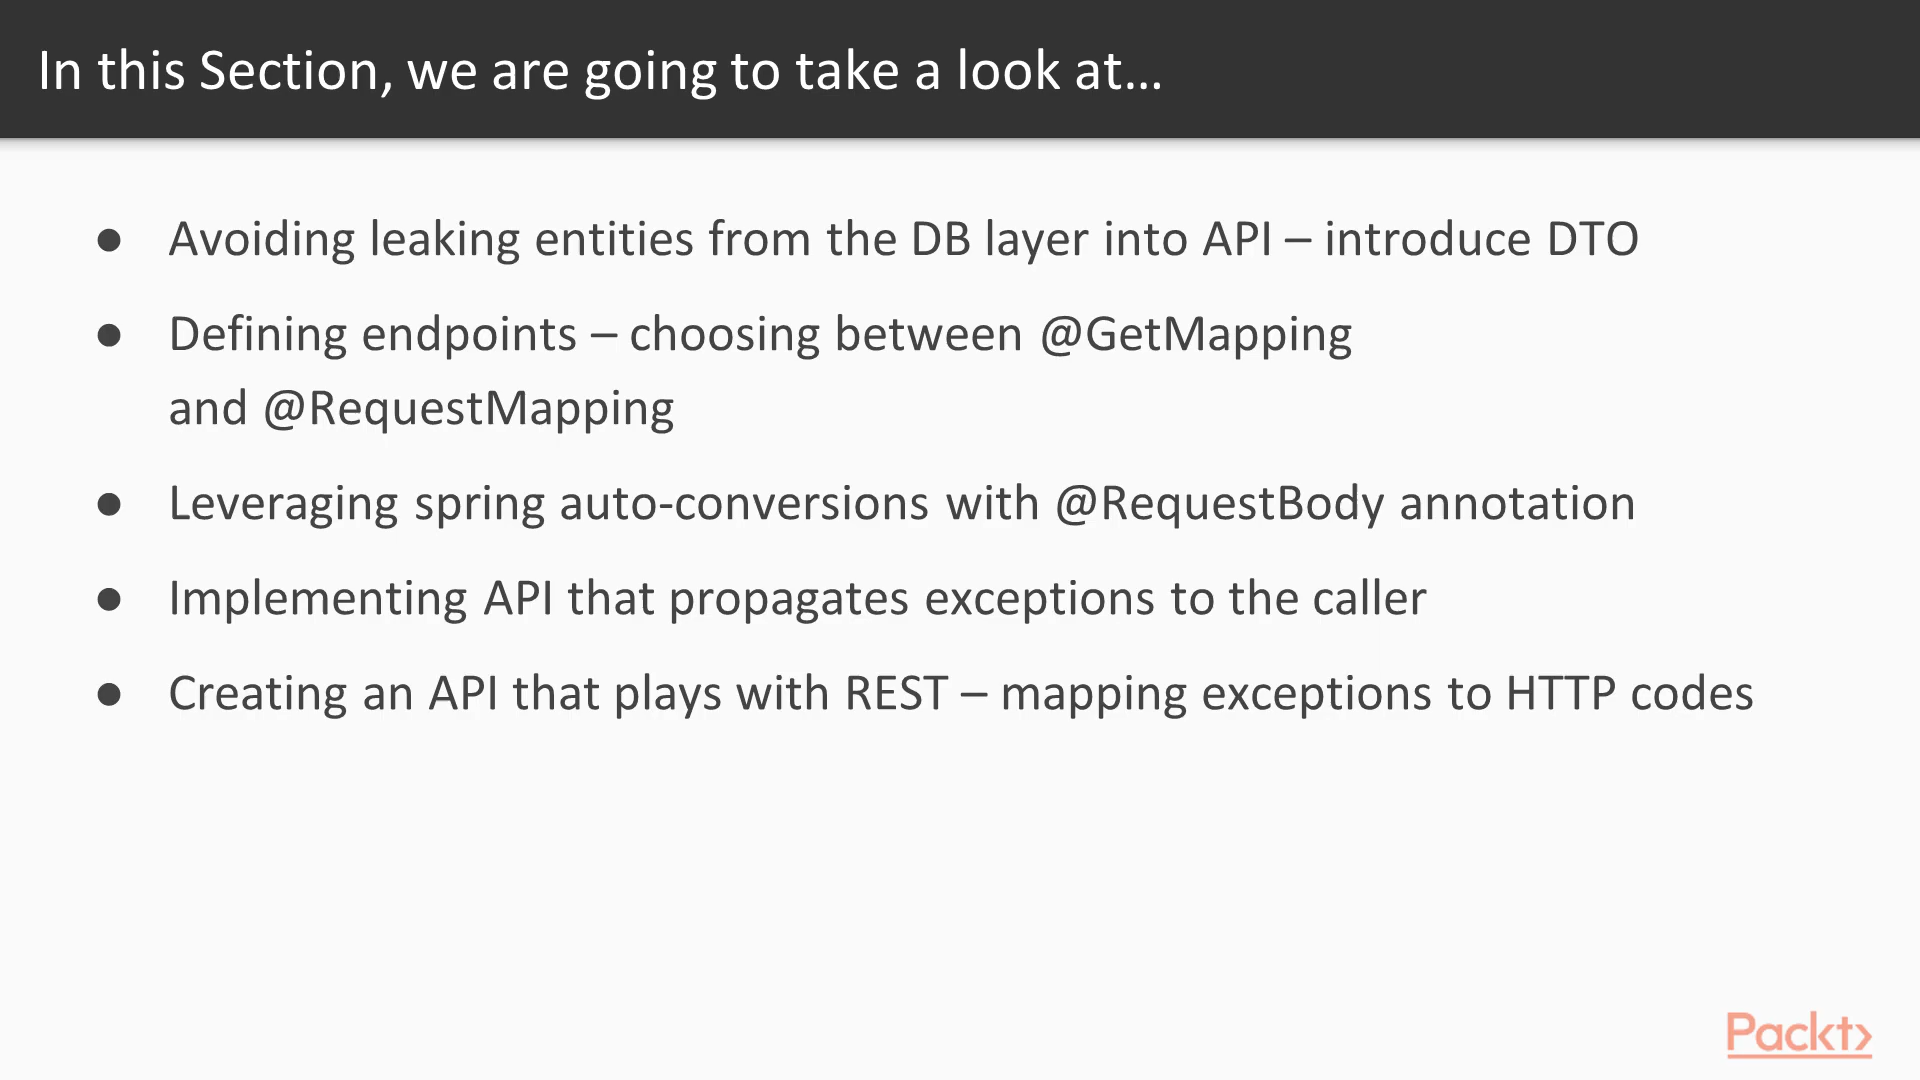 In this Section, we are going to take a look at…
● Avoiding leaking entities from the DB layer into API – introduce DTO
● Defining endpoints – choosing between @GetMapping
and @RequestMapping
● Leveraging spring auto-conversions with @RequestBody annotation
● Implementing API that propagates exceptions to the caller
● Creating an API that plays with REST – mapping exceptions to HTTP codes
Packt>